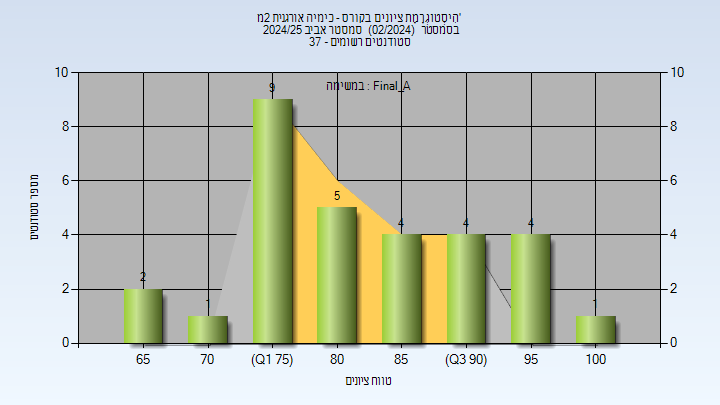 היסטוגרמת ציונים בקורס - כימיה אורגנית 2מ'
בסמסטר (02/2024) סמסטר אביב 2024/25
סטודנטים רשומים - 37
במשימה : Final_A
מספר סטודנטים
10 10
8 8
6 6
4 4
2 2
0 0
2 1 9 5 4 4 4 1
65 70 (Q1 75) 80 85 (Q3 90) 95 100
טווח ציונים